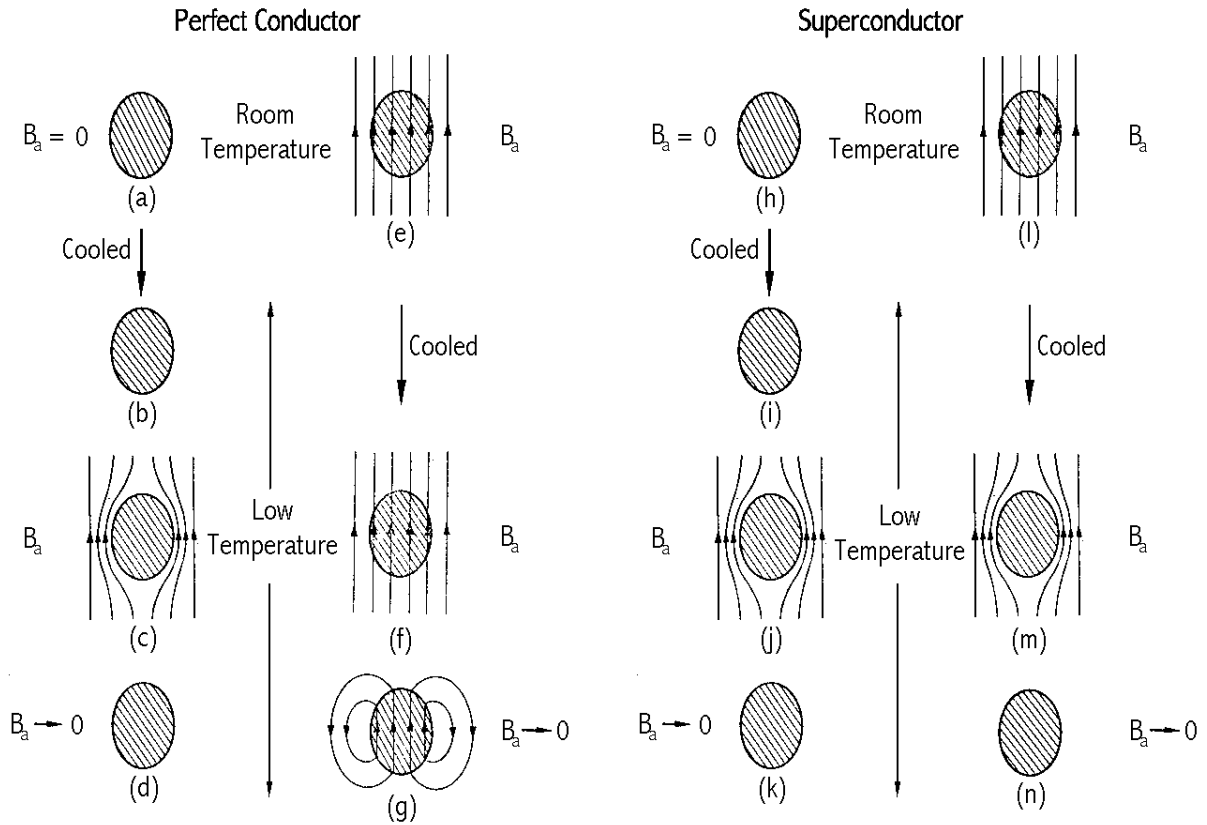 Perfect Conductor
B_a = 0
(a)
Room
Temperature
(e)
B_a
Cooled
(b)
Cooled
B_a
(c)
Low
Temperature
(f)
B_a
B_a → 0
(d)
(g)
B_a → 0
Superconductor
B_a = 0
(h)
Room
Temperature
(l)
B_a
Cooled
(i)
Cooled
B_a
(j)
Low
Temperature
(m)
B_a
B_a → 0
(k)
(n)
B_a → 0